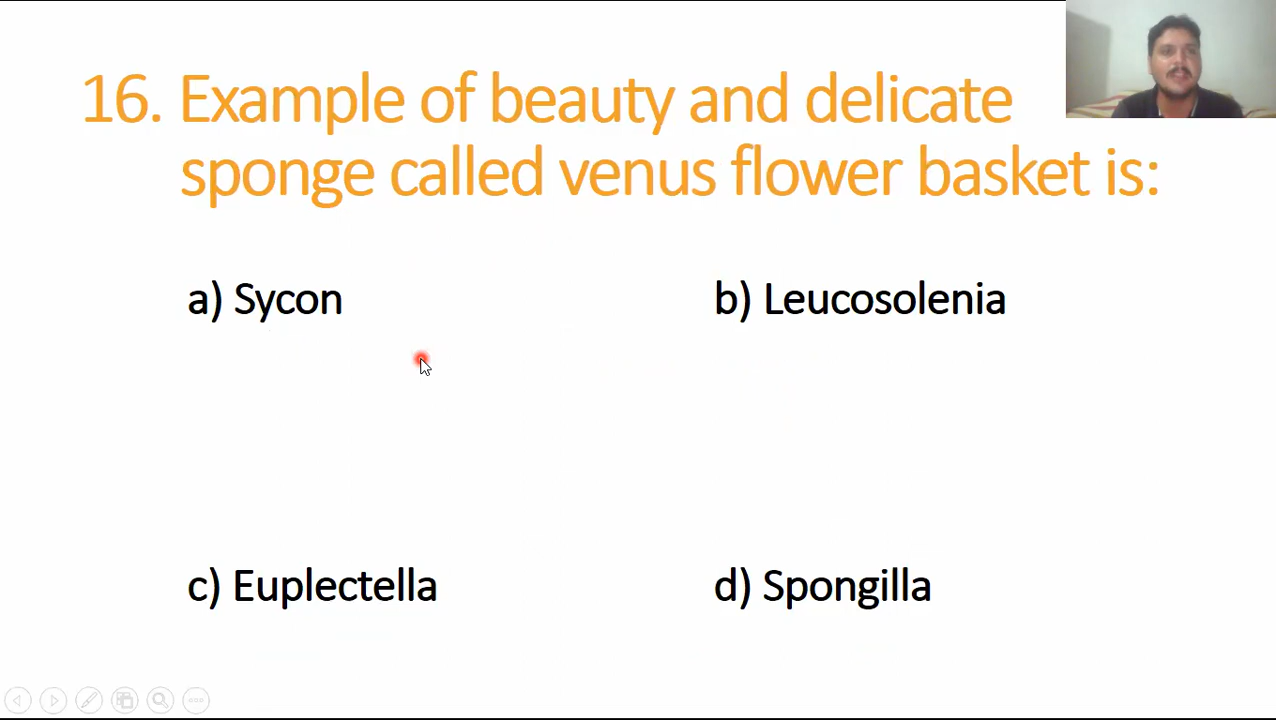 16. Example of beauty and delicate
sponge called venus flower basket is:
a) Sycon
b) Leucosolenia
c) Euplectella
d) Spongilla